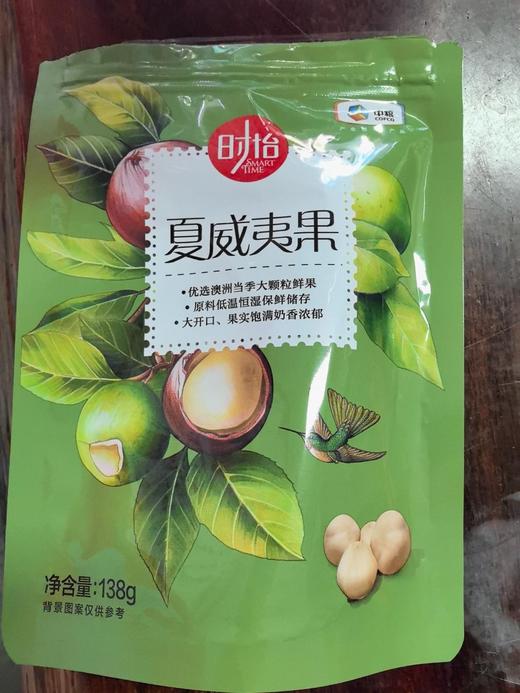 中粮
COFCO
时怡
SMART
TIME
夏威夷果
•优选澳洲当季大颗粒鲜果
•原料低温恒湿保鲜储存
•大开口、果实饱满奶香浓郁
净含量:138g
背景图案仅供参考